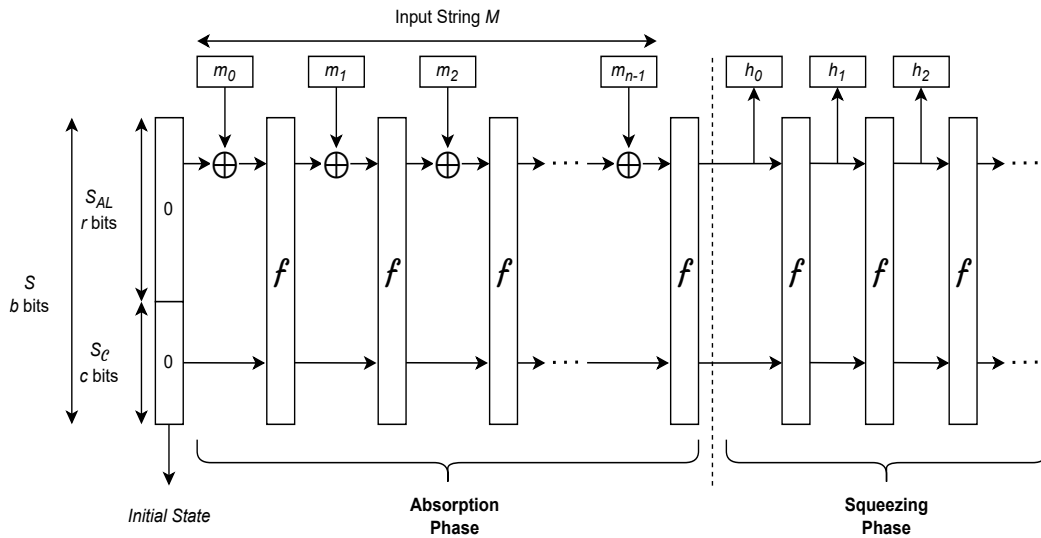 Input String M
m0
m1
m2
mn-1
h0
h1
h2
SAL
r bits
0
S
b bits
SC
c bits
0
f
f
f
f
f
f
f
· · ·
· · ·
· · ·
· · ·
Initial State
Absorption
Phase
Squeezing
Phase